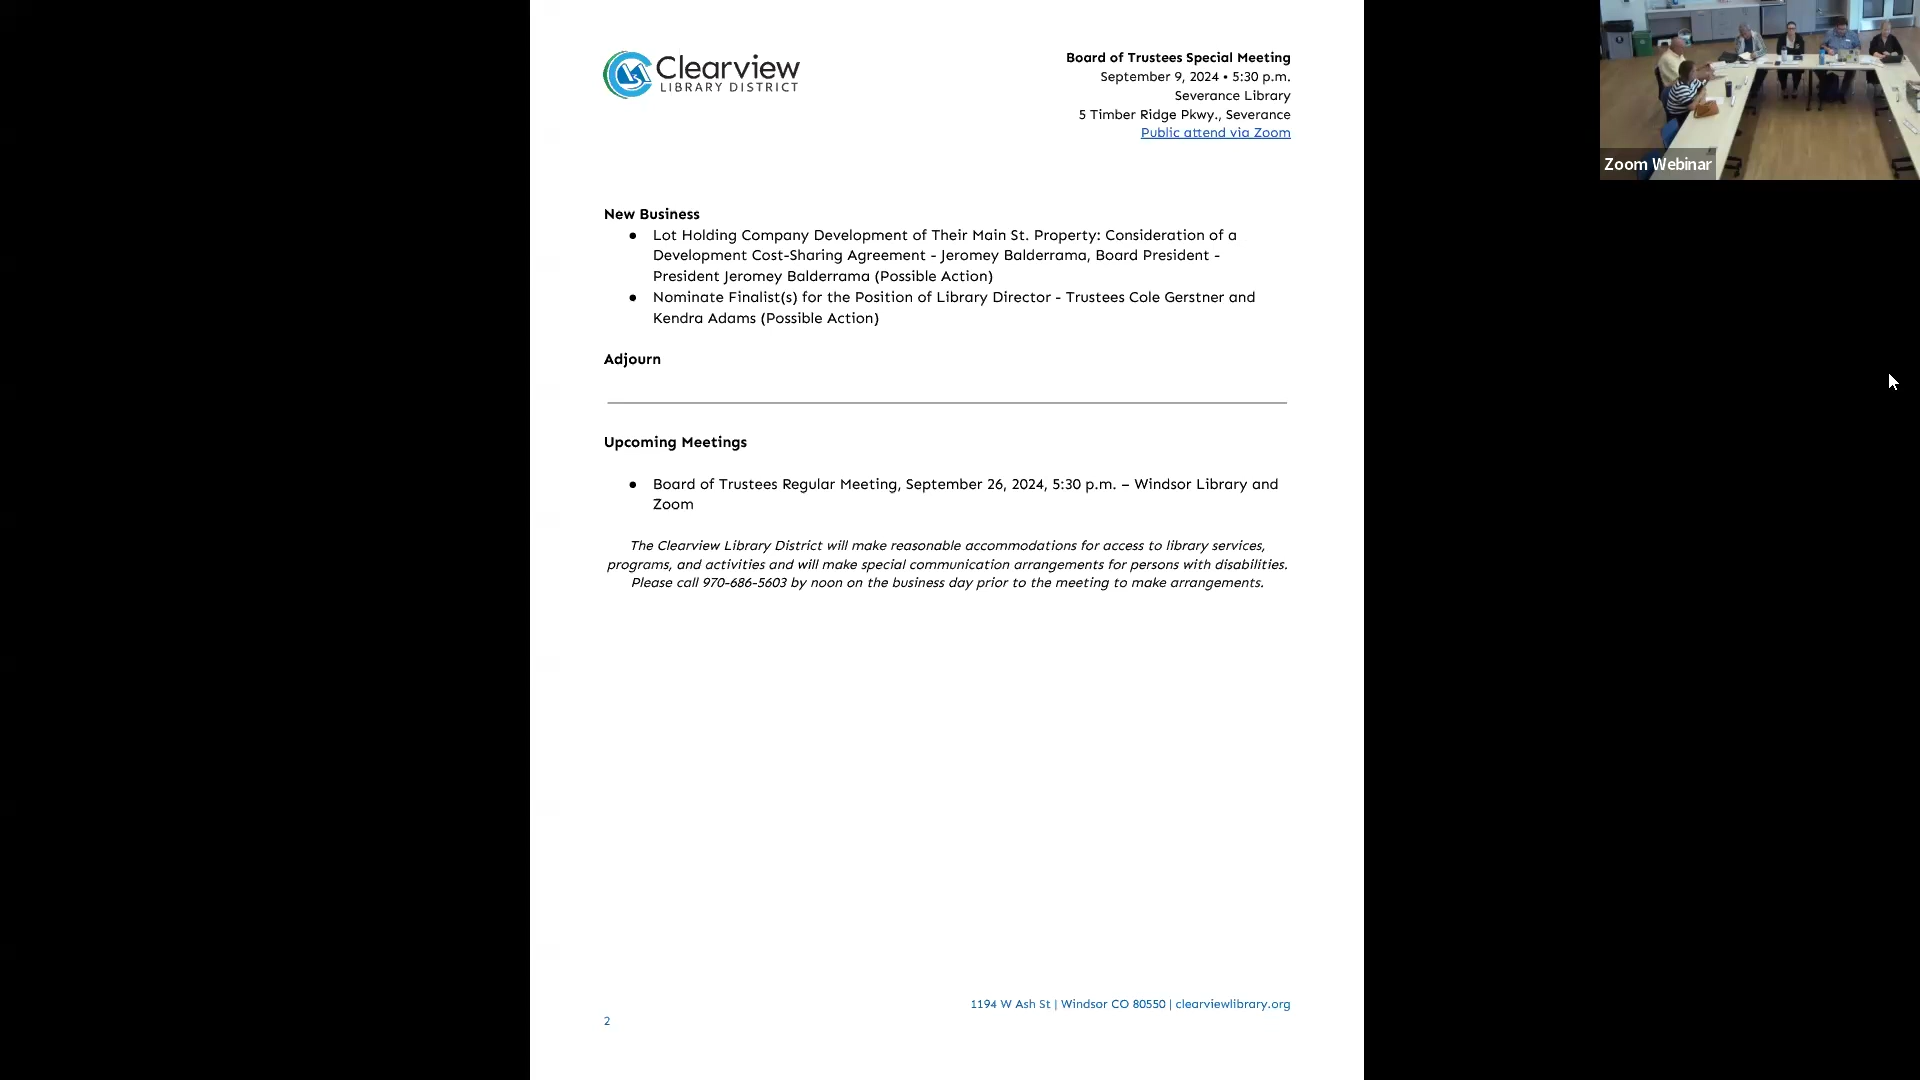 Clearview
LIBRARY DISTRICT
Board of Trustees Special Meeting
September 9, 2024 • 5:30 p.m.
Severance Library
5 Timber Ridge Pkwy., Severance
Public attend via Zoom
Zoom Webinar
New Business
● Lot Holding Company Development of Their Main St. Property: Consideration of a
Development Cost-Sharing Agreement - Jeromey Balderrama, Board President -
President Jeromey Balderrama (Possible Action)
● Nominate Finalist(s) for the Position of Library Director - Trustees Cole Gerstner and
Kendra Adams (Possible Action)
Adjourn
Upcoming Meetings
● Board of Trustees Regular Meeting, September 26, 2024, 5:30 p.m. – Windsor Library and
Zoom
The Clearview Library District will make reasonable accommodations for access to library services,
programs, and activities and will make special communication arrangements for persons with disabilities.
Please call 970-686-5603 by noon on the business day prior to the meeting to make arrangements.
1194 W Ash St | Windsor CO 80550 | clearviewlibrary.org
2